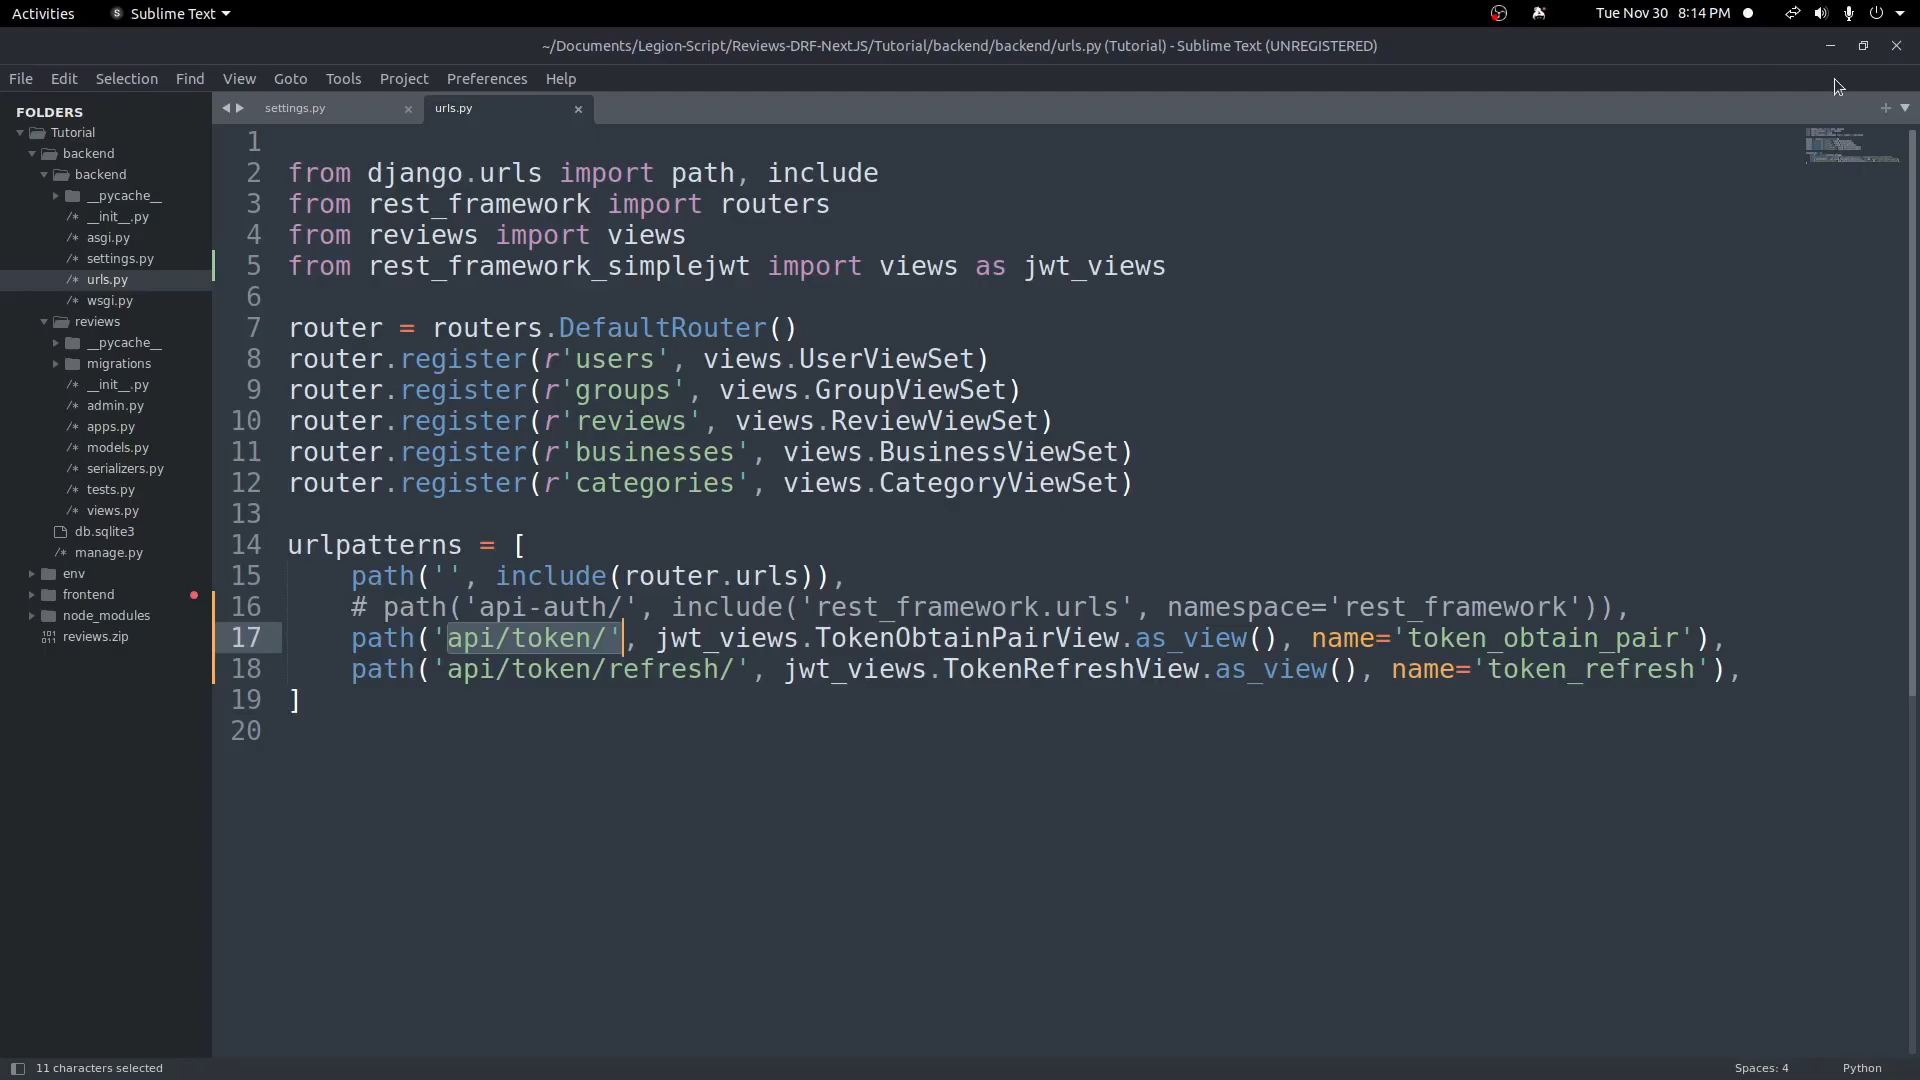 Activities
Sublime Text
Tue Nov 30 8:14 PM
~/Documents/Legion-Script/Reviews-DRF-NextJS/Tutorial/backend/backend/urls.py (Tutorial) - Sublime Text (UNREGISTERED)
File Edit Selection Find View Goto Tools Project Preferences Help
FOLDERS
Tutorial
backend
backend
__pycache__
__init__.py
asgi.py
settings.py
urls.py
wsgi.py
reviews
__pycache__
migrations
__init__.py
admin.py
apps.py
models.py
serializers.py
tests.py
views.py
db.sqlite3
manage.py
env
frontend
node_modules
reviews.zip
settings.py
urls.py
1
2 from django.urls import path, include
3 from rest_framework import routers
4 from reviews import views
5 from rest_framework_simplejwt import views as jwt_views
6
7 router = routers.DefaultRouter()
8 router.register(r'users', views.UserViewSet)
9 router.register(r'groups', views.GroupViewSet)
10 router.register(r'reviews', views.ReviewViewSet)
11 router.register(r'businesses', views.BusinessViewSet)
12 router.register(r'categories', views.CategoryViewSet)
13
14 urlpatterns = [
15 path('', include(router.urls)),
16 # path('api-auth/', include('rest_framework.urls', namespace='rest_framework')),
17 path('api/token/', jwt_views.TokenObtainPairView.as_view(), name='token_obtain_pair'),
18 path('api/token/refresh/', jwt_views.TokenRefreshView.as_view(), name='token_refresh'),
19 ]
20
11 characters selected
Spaces: 4
Python